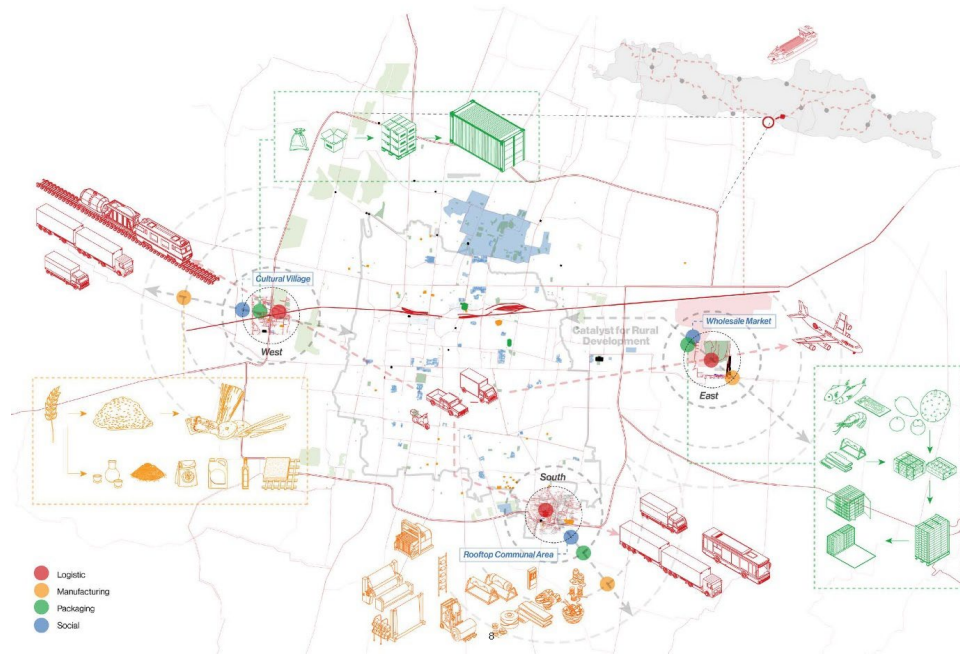 Cultural Village
West
Catalyst for Rural
Development
Wholesale Market
East
South
Rooftop Communal Area
Logistic
Manufacturing
Packaging
Social
8